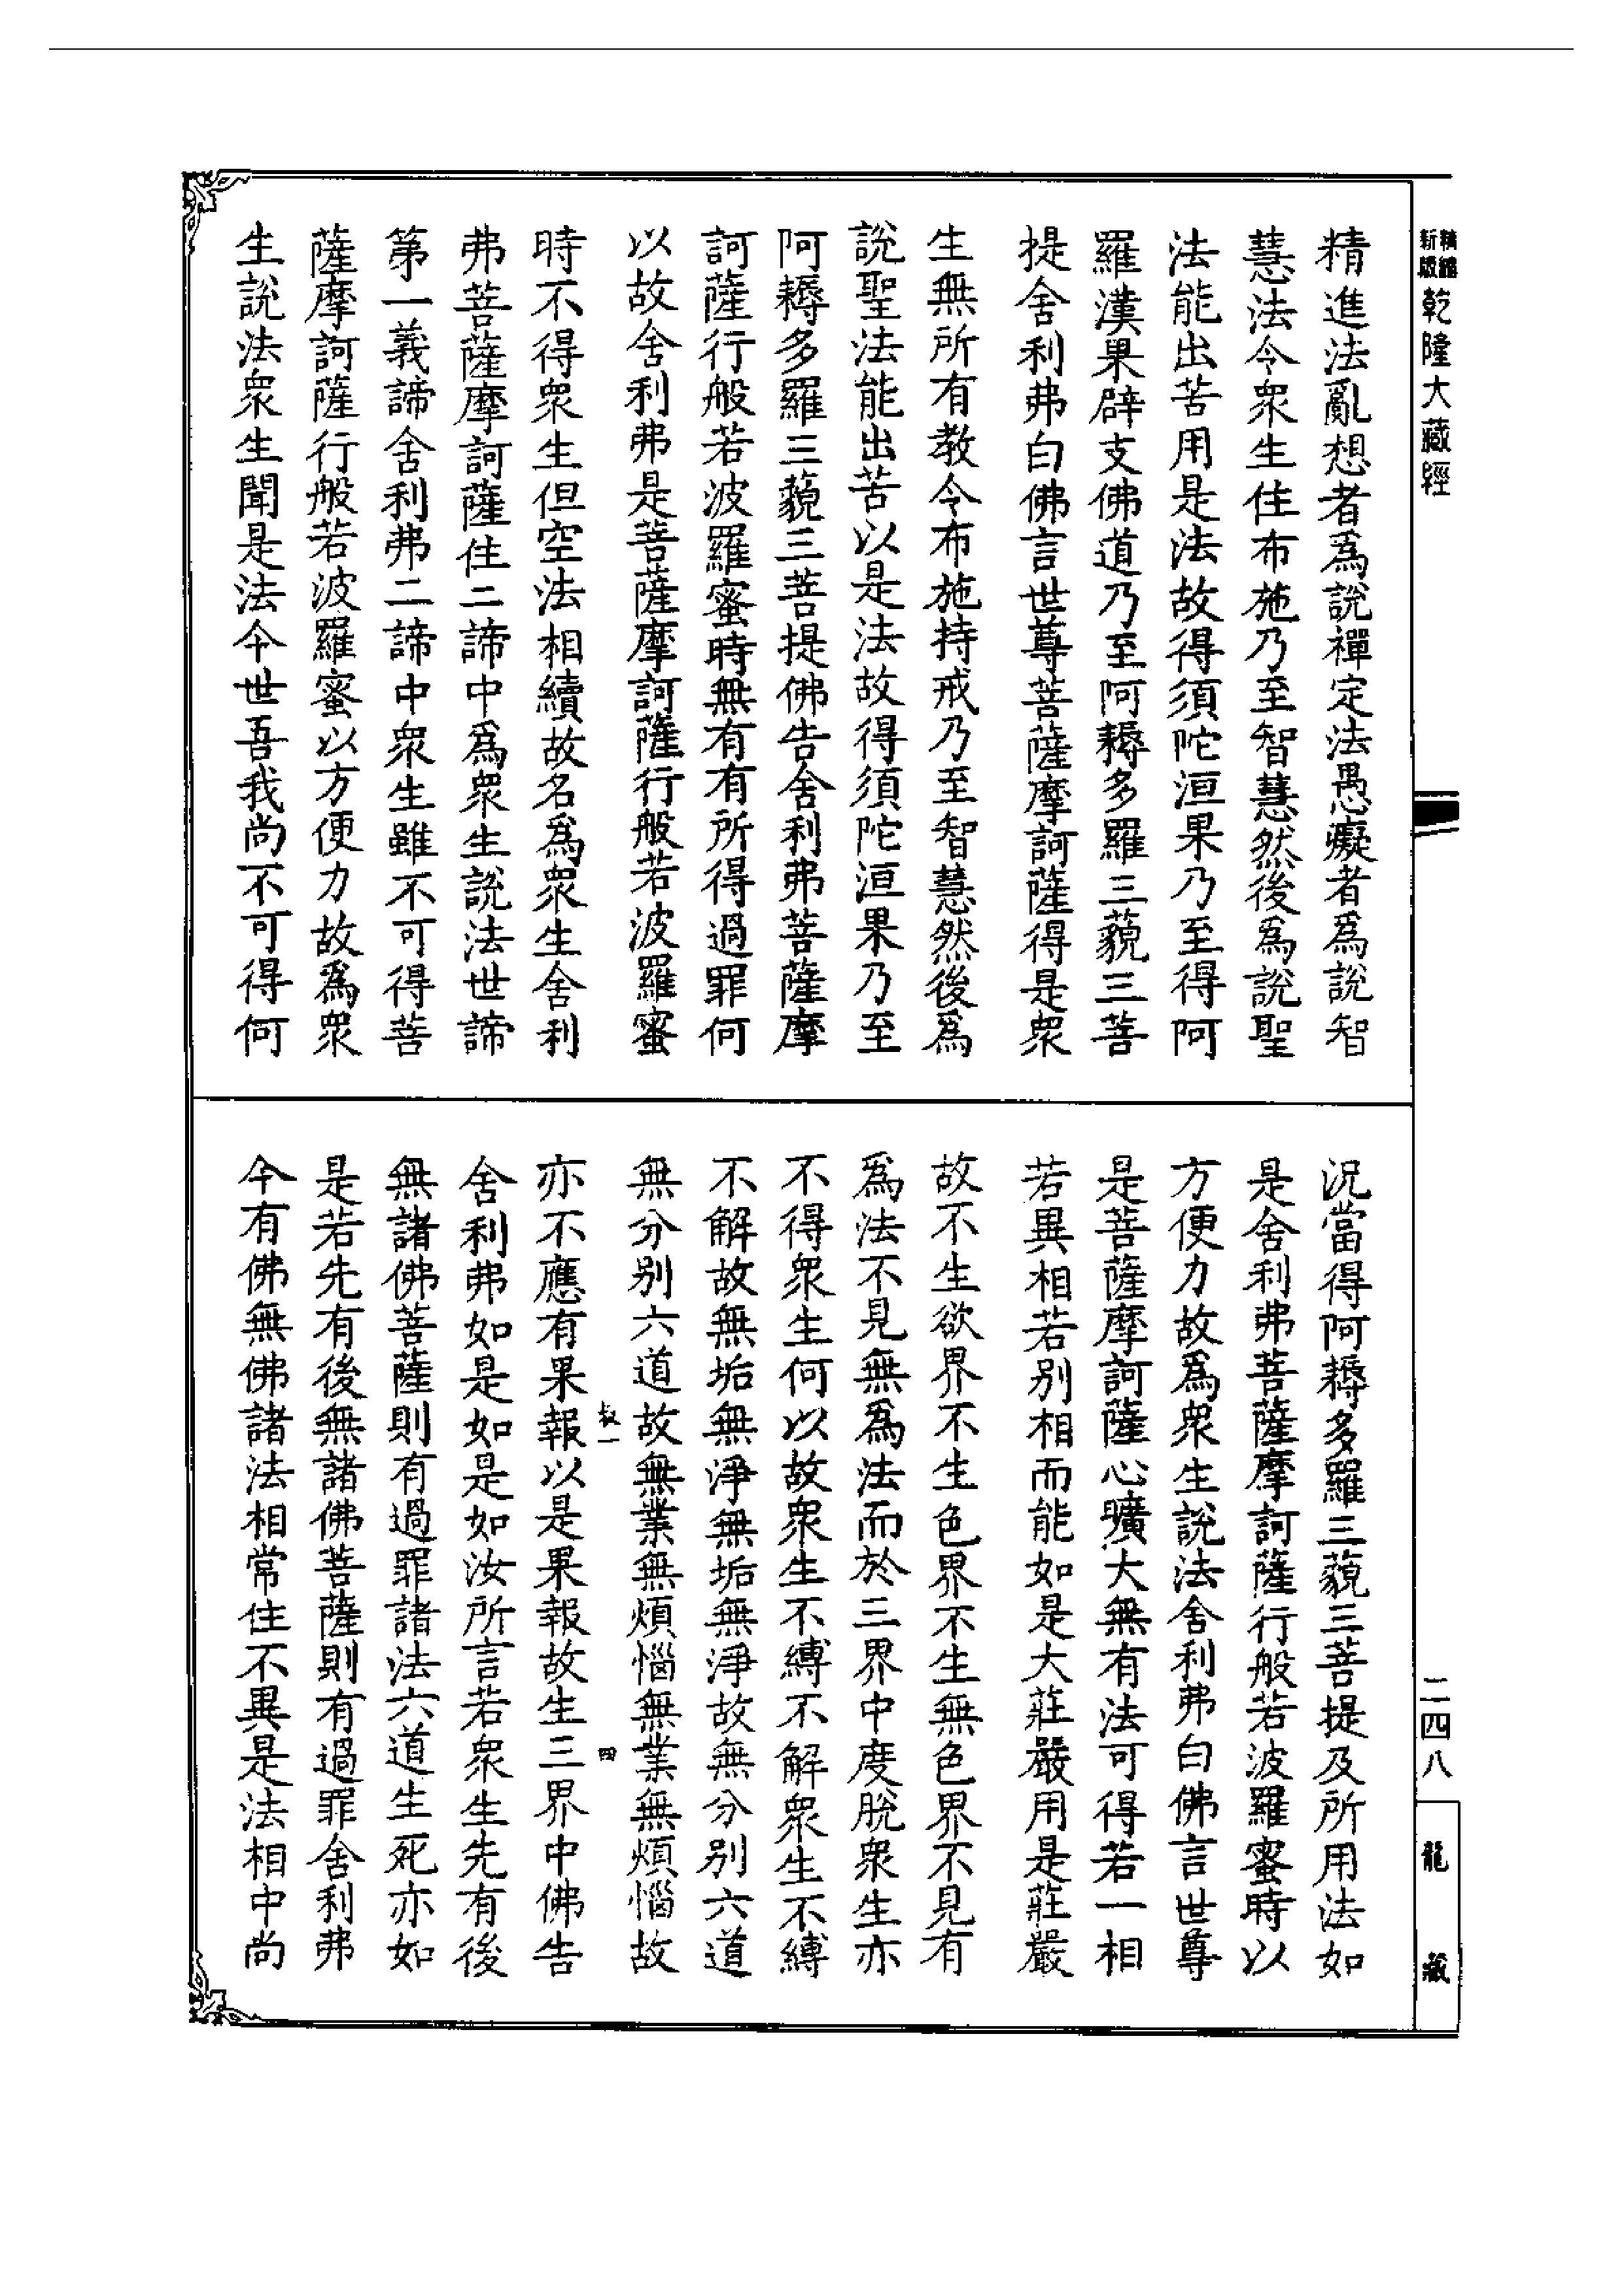 新版
精縮
乾隆大藏經
精進法亂想者爲說禪定法愚癡者爲說智
慧法令衆生住布施乃至智慧然後爲說聖
法能出苦用是法故得須陀洹果乃至得阿
羅漢果辟支佛道乃至阿耨多羅三藐三菩
提舍利弗白佛言世尊菩薩摩訶薩得是衆
生無所有教令布施持戒乃至智慧然後爲
說聖法能出苦以是法故得須陀洹果乃至
阿耨多羅三藐三菩提佛告舍利弗菩薩摩
訶薩行般若波羅蜜時無有有所得過罪何
以故舍利弗是菩薩摩訶薩行般若波羅蜜
時不得衆生但空法相續故名爲衆生舍利
弗菩薩摩訶薩住二諦中爲衆生說法世諦
第一義諦舍利弗二諦中衆生雖不可得菩
薩摩訶薩行般若波羅蜜以方便力故爲衆
生說法衆生聞是法今世吾我尚不可得何
況當得阿耨多羅三藐三菩提及所用法如
是舍利弗菩薩摩訶薩行般若波羅蜜時以
方便力故爲衆生說法舍利弗白佛言世尊
是菩薩摩訶薩心曠大無有法可得若一相
若異相若別相而能如是大莊嚴用是莊嚴
故不生欲界不生色界不生無色界不見有
爲法不見無爲法而於三界中度脫衆生亦
不得衆生何以故衆生不縛不解衆生不縛
不解故無垢無淨無垢無淨故無分別六道
無分別六道故無業無煩惱無業無煩惱故
亦不應有果報以是果報故生三界中佛告
舍利弗如是如是如汝所言若衆生先有後
無諸佛菩薩則有過罪諸法六道生死亦如
是若先有後無諸佛菩薩則有過罪舍利弗
今有佛無佛諸法相常住不異是法相中尚
四
二四八
龍藏